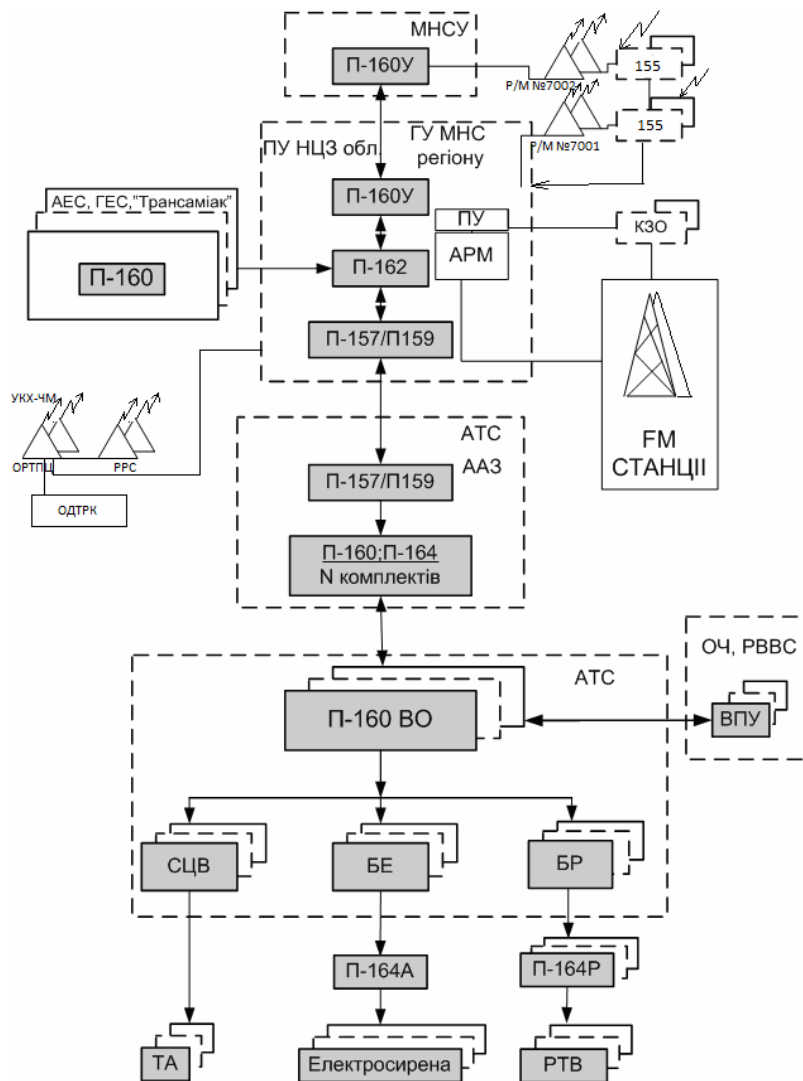 МНСУ
П-160У
155
Р/М №7002
155
Р/М №7001
ПУ НЦЗ обл.
ГУ МНС
регіону
П-160У
АЕС, ГЕС,"Трансаміак"
П-160
П-162
ПУ
АРМ
КЗО
П-157/П159
FM
СТАНЦІІ
УКХ-ЧМ
ОРТПЦ
РРС
ОДТРК
АТС
ААЗ
П-157/П159
П-160;П-164
N комплектів
ОЧ, РВВС
ВПУ
АТС
П-160 ВО
СЦВ
БЕ
БР
П-164А
П-164Р
ТА
Електросирена
РТВ